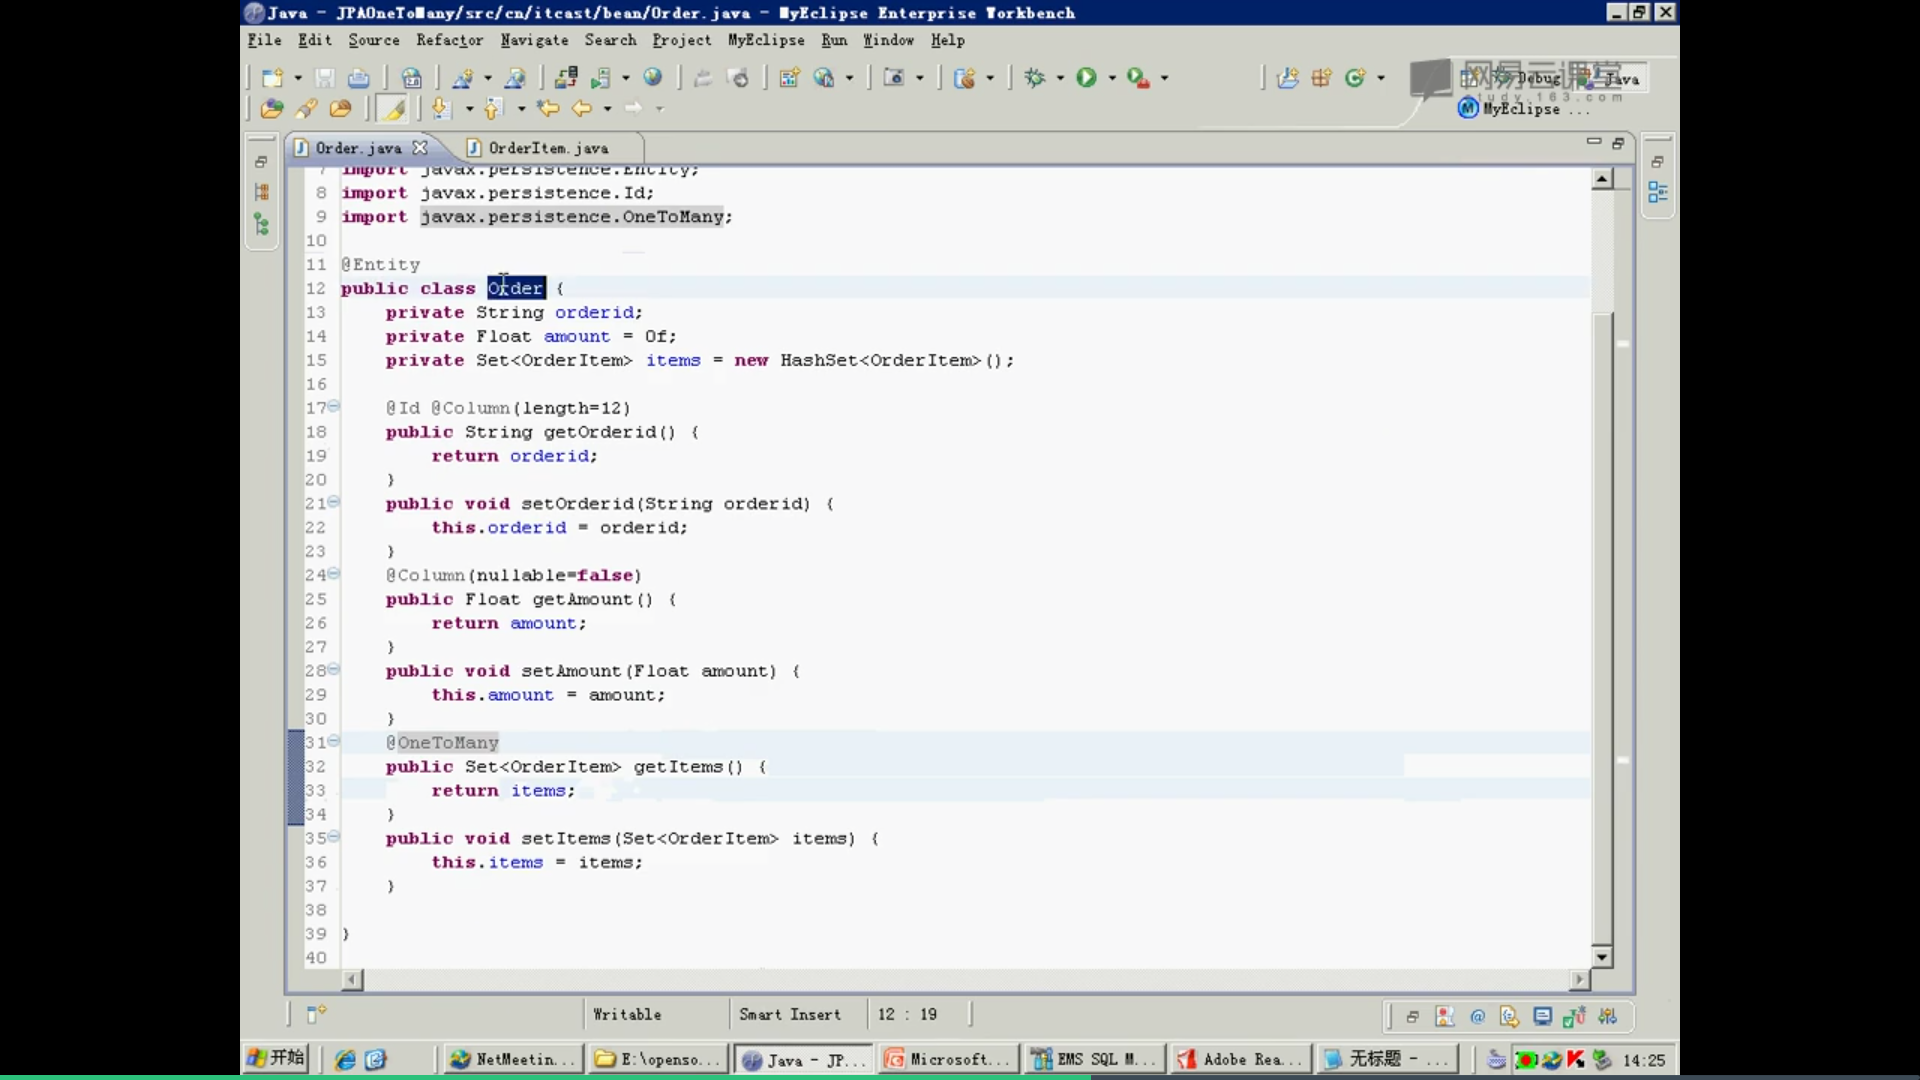 Java - JPAOneToMany/src/cn/itcast/bean/Order.java - MyEclipse Enterprise Workbench
File Edit Source Refactor Navigate Search Project MyEclipse Run Window Help
网易云课堂
Debug Java
study.163.com
MyEclipse ...
Order.java OrderItem.java
7 import javax.persistence.Entity;
8 import javax.persistence.Id;
9 import javax.persistence.OneToMany;
10
11 @Entity
12 public class Order {
13 private String orderid;
14 private Float amount = 0f;
15 private Set<OrderItem> items = new HashSet<OrderItem>();
16
17 @Id @Column(length=12)
18 public String getOrderid() {
19 return orderid;
20 }
21 public void setOrderid(String orderid) {
22 this.orderid = orderid;
23 }
24 @Column(nullable=false)
25 public Float getAmount() {
26 return amount;
27 }
28 public void setAmount(Float amount) {
29 this.amount = amount;
30 }
31 @OneToMany
32 public Set<OrderItem> getItems() {
33 return items;
34 }
35 public void setItems(Set<OrderItem> items) {
36 this.items = items;
37 }
38
39 }
40
Writable Smart Insert 12 : 19
开始 NetMeetin... E:\openso... Java - JP... Microsoft... EMS SQL M... Adobe Rea... 无标题 - ... 14:25